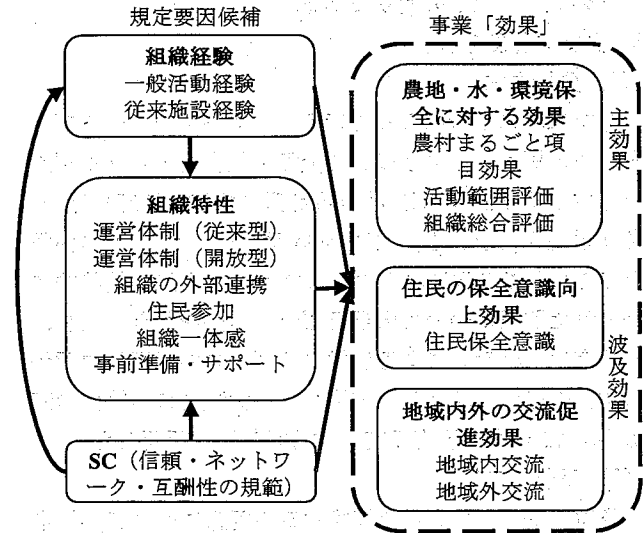 規定要因候補
組織経験
一般活動経験
従来施設経験
組織特性
運営体制（従来型）
運営体制（開放型）
組織の外部連携
住民参加
組織一体感
事前準備・サポート
SC（信頼・ネットワ
ーク・互酬性の規範）
事業「効果」
農地・水・環境保
全に対する効果
農村まるごと項
目効果
活動範囲評価
組織総合評価
主効果
住民の保全意識向
上効果
住民保全意識
地域内外の交流促
進効果
地域内交流
地域外交流
波及効果